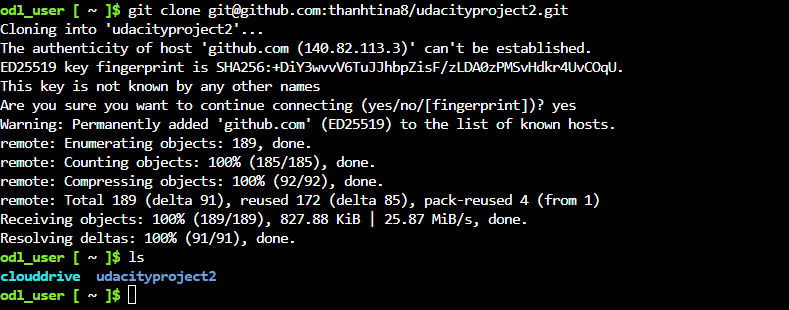 odl_user [ ~ ]$ git clone git@github.com:thanhtina8/udacityproject2.git
Cloning into 'udacityproject2'...
The authenticity of host 'github.com (140.82.113.3)' can't be established.
ED25519 key fingerprint is SHA256:+DiY3wvvV6TuJJhbpZisF/zLDA0zPMSvHdkr4UvCOqU.
This key is not known by any other names
Are you sure you want to continue connecting (yes/no/[fingerprint])? yes
Warning: Permanently added 'github.com' (ED25519) to the list of known hosts.
remote: Enumerating objects: 189, done.
remote: Counting objects: 100% (185/185), done.
remote: Compressing objects: 100% (92/92), done.
remote: Total 189 (delta 91), reused 172 (delta 85), pack-reused 4 (from 1)
Receiving objects: 100% (189/189), 827.88 KiB | 25.87 MiB/s, done.
Resolving deltas: 100% (91/91), done.
odl_user [ ~ ]$ ls
clouddrive  udacityproject2
odl_user [ ~ ]$